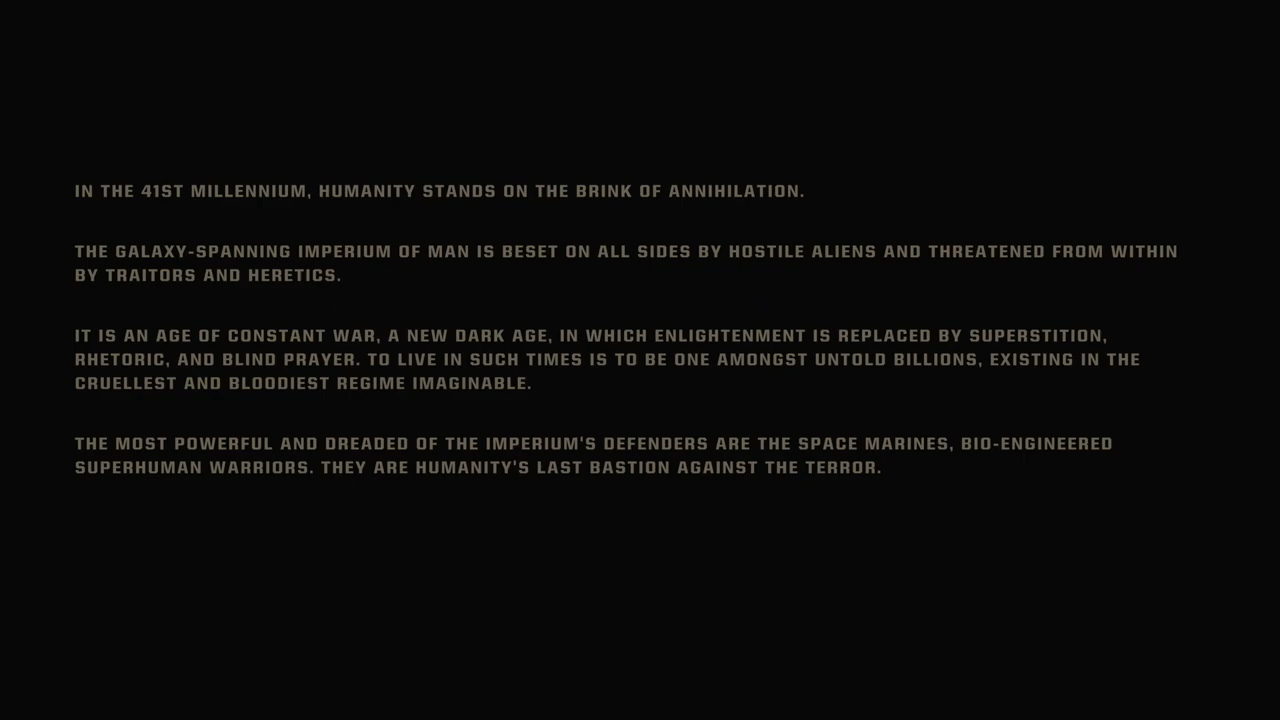 IN THE 41ST MILLENNIUM, HUMANITY STANDS ON THE BRINK OF ANNIHILATION.
THE GALAXY-SPANNING IMPERIUM OF MAN IS BESET ON ALL SIDES BY HOSTILE ALIENS AND THREATENED FROM WITHIN
BY TRAITORS AND HERETICS.
IT IS AN AGE OF CONSTANT WAR, A NEW DARK AGE, IN WHICH ENLIGHTENMENT IS REPLACED BY SUPERSTITION,
RHETORIC, AND BLIND PRAYER. TO LIVE IN SUCH TIMES IS TO BE ONE AMONGST UNTOLD BILLIONS, EXISTING IN THE
CRUELLEST AND BLOODIEST REGIME IMAGINABLE.
THE MOST POWERFUL AND DREADED OF THE IMPERIUM'S DEFENDERS ARE THE SPACE MARINES, BIO-ENGINEERED
SUPERHUMAN WARRIORS. THEY ARE HUMANITY'S LAST BASTION AGAINST THE TERROR.